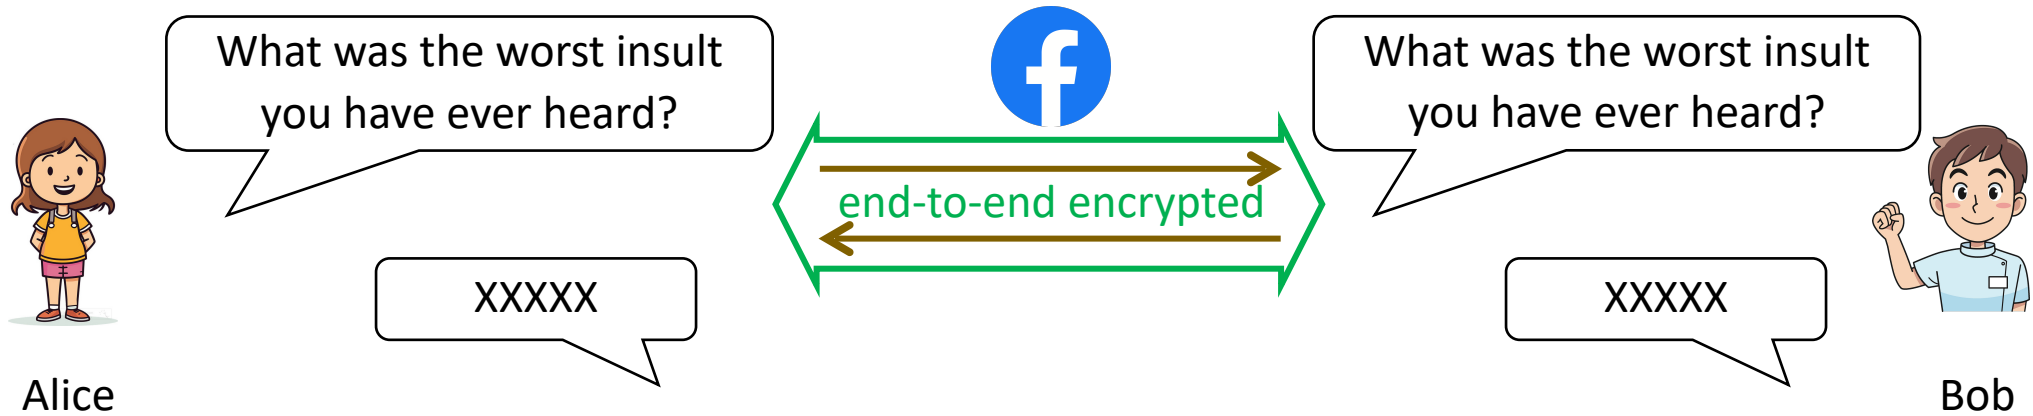 What was the worst insult
you have ever heard?
What was the worst insult
you have ever heard?
end-to-end encrypted
XXXXX
XXXXX
Alice
Bob